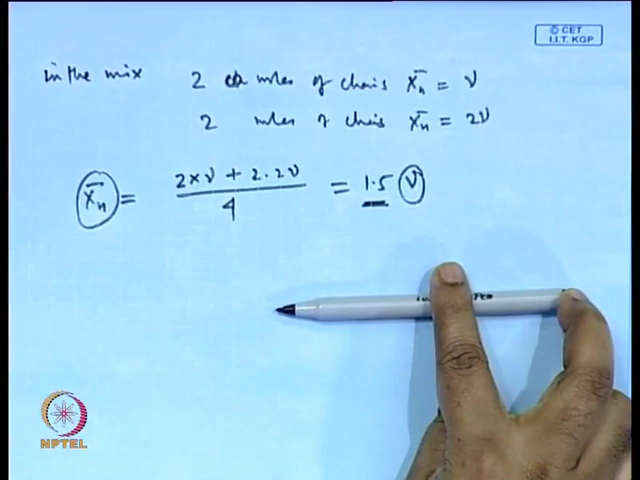 © CET
I.I.T. KGP
in the mix 2 moles of chains X̄n = ν
2 moles of chains X̄n = 2ν
X̄n = (2×ν + 2.2ν) / 4 = 1.5 ν
NPTEL